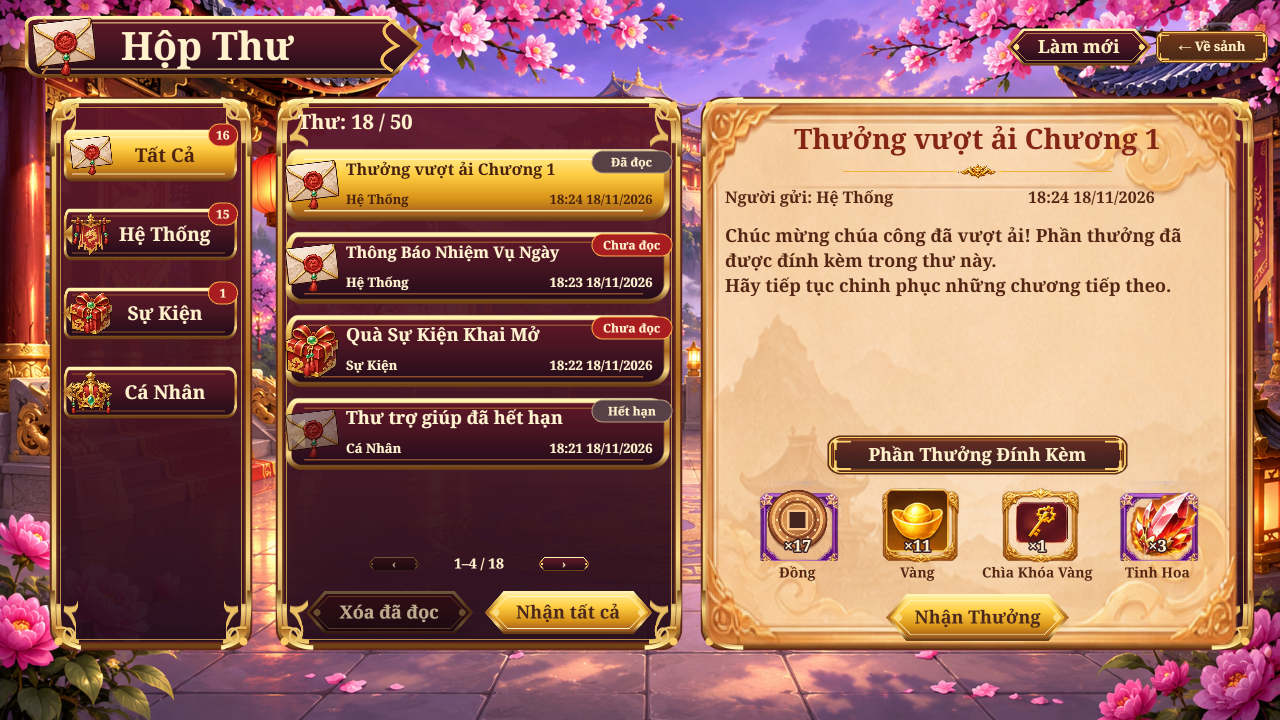 Hộp Thư
Làm mới
← Về sảnh
16
Tất Cả
15
Hệ Thống
1
Sự Kiện
Cá Nhân
Thư: 18 / 50
Đã đọc
Thưởng vượt ải Chương 1
Hệ Thống 18:24 18/11/2026
Chưa đọc
Thông Báo Nhiệm Vụ Ngày
Hệ Thống 18:23 18/11/2026
Chưa đọc
Quà Sự Kiện Khai Mở
Sự Kiện 18:22 18/11/2026
Hết hạn
Thư trợ giúp đã hết hạn
Cá Nhân 18:21 18/11/2026
‹ 1–4 / 18 ›
Xóa đã đọc
Nhận tất cả
Thưởng vượt ải Chương 1
Người gửi: Hệ Thống 18:24 18/11/2026
Chúc mừng chúa công đã vượt ải! Phần thưởng đã
được đính kèm trong thư này.
Hãy tiếp tục chinh phục những chương tiếp theo.
Phần Thưởng Đính Kèm
×17 ×11 ×1 ×3
Đồng Vàng Chìa Khóa Vàng Tinh Hoa
Nhận Thưởng